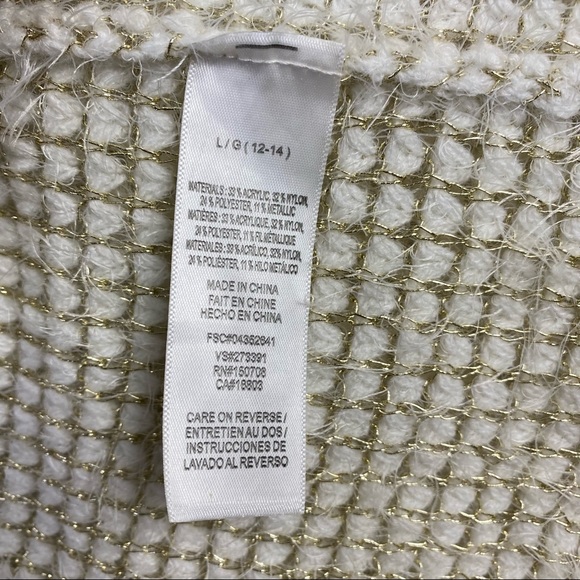 L / G ( 12-14 )
MATERIALS : 33 % ACRYLIC, 32 % NYLON,
24 % POLYESTER, 11 % METALLIC
MATIÈRES : 33 % ACRYLIQUE, 32 % NYLON,
24 % POLYESTER, 11 % FIL MÉTALLIQUE
MATERIALES : 33 % ACRÍLICO, 32 % NYLON,
24 % POLIÉSTER, 11 % HILO METÁLICO
MADE IN CHINA
FAIT EN CHINE
HECHO EN CHINA
FSC#04352641
VS#273391
RN#150708
CA#16803
CARE ON REVERSE /
ENTRETIEN AU DOS /
INSTRUCCIONES DE
LAVADO AL REVERSO